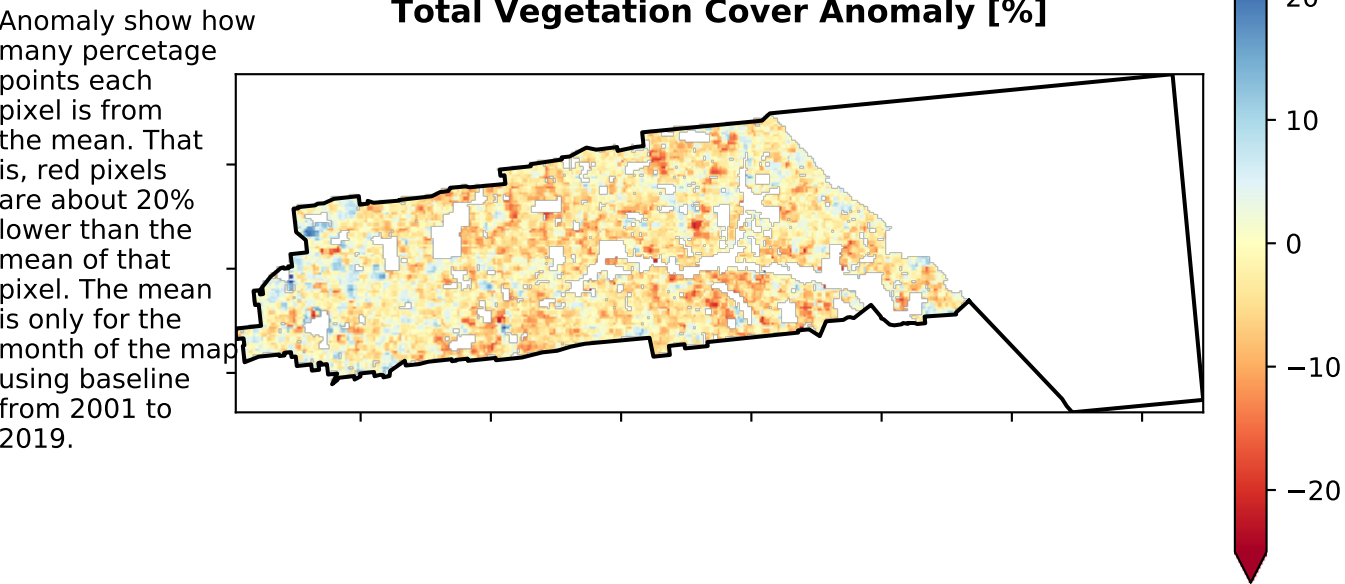 Total Vegetation Cover Anomaly [%]
Anomaly show how
many percetage
points each
pixel is from
the mean. That
is, red pixels
are about 20%
lower than the
mean of that
pixel. The mean
is only for the
month of the map
using baseline
from 2001 to
2019.
20
10
0
−10
−20